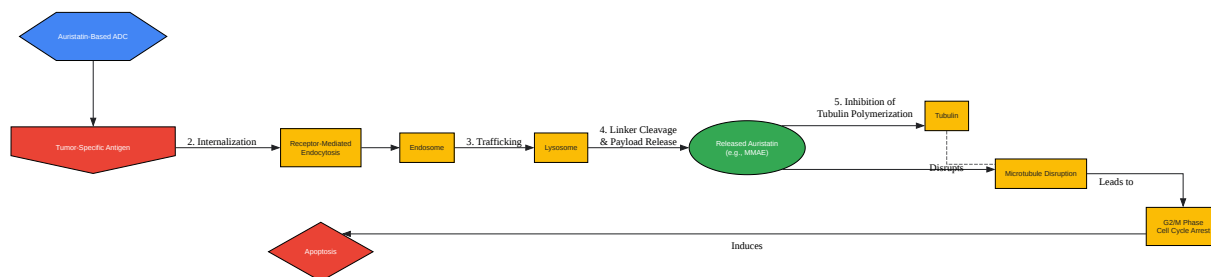 Auristatin-Based ADC
Tumor-Specific Antigen
2. Internalization
Receptor-Mediated
Endocytosis
Endosome
3. Trafficking
Lysosome
4. Linker Cleavage
& Payload Release
Released Auristatin
(e.g., MMAE)
5. Inhibition of
Tubulin Polymerization
Tubulin
Disrupts
Microtubule Disruption
Leads to
G2/M Phase
Cell Cycle Arrest
Induces
Apoptosis